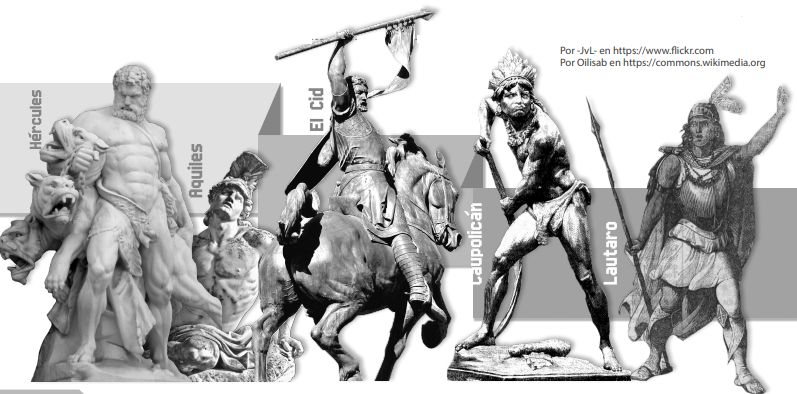 Por -JvL- en https://www.flickr.com
Por Oilisab en https://commons.wikimedia.org
Hércules
Aquiles
El Cid
Caupolicán
Lautaro